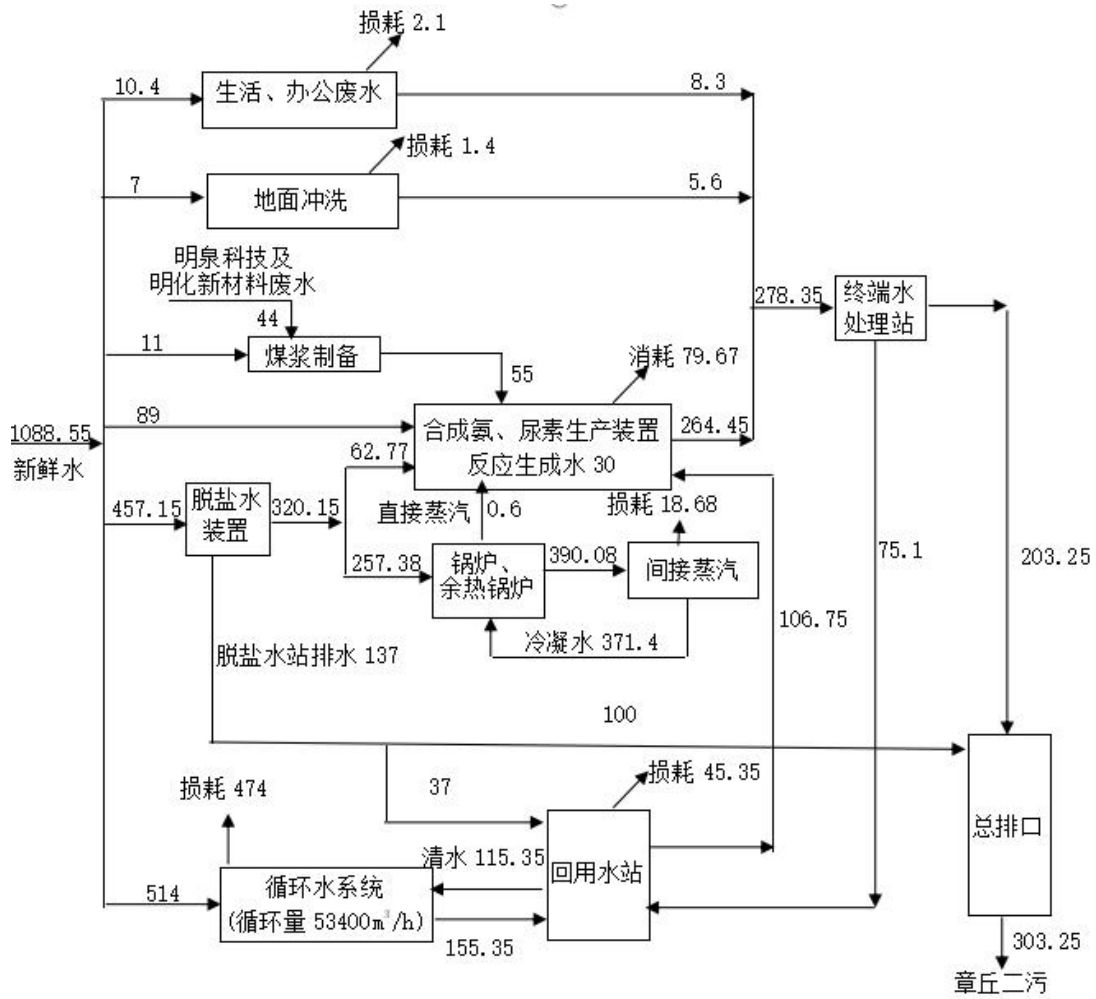 损耗 2.1
10.4
生活、办公废水
8.3
损耗 1.4
7
地面冲洗
5.6
明泉科技及
明化新材料废水
44
278.35
终端水
处理站
11
煤浆制备
55
消耗 79.67
89
合成氨、尿素生产装置
反应生成水 30
264.45
1088.55
新鲜水
62.77
457.15
脱盐水
装置
320.15
直接蒸汽
0.6
损耗 18.68
257.38
锅炉、
余热锅炉
390.08
间接蒸汽
75.1
203.25
106.75
冷凝水 371.4
脱盐水站排水 137
100
损耗 474
37
损耗 45.35
总排口
清水 115.35
回用水站
514
循环水系统
(循环量 53400m³/h)
155.35
303.25
章丘二污